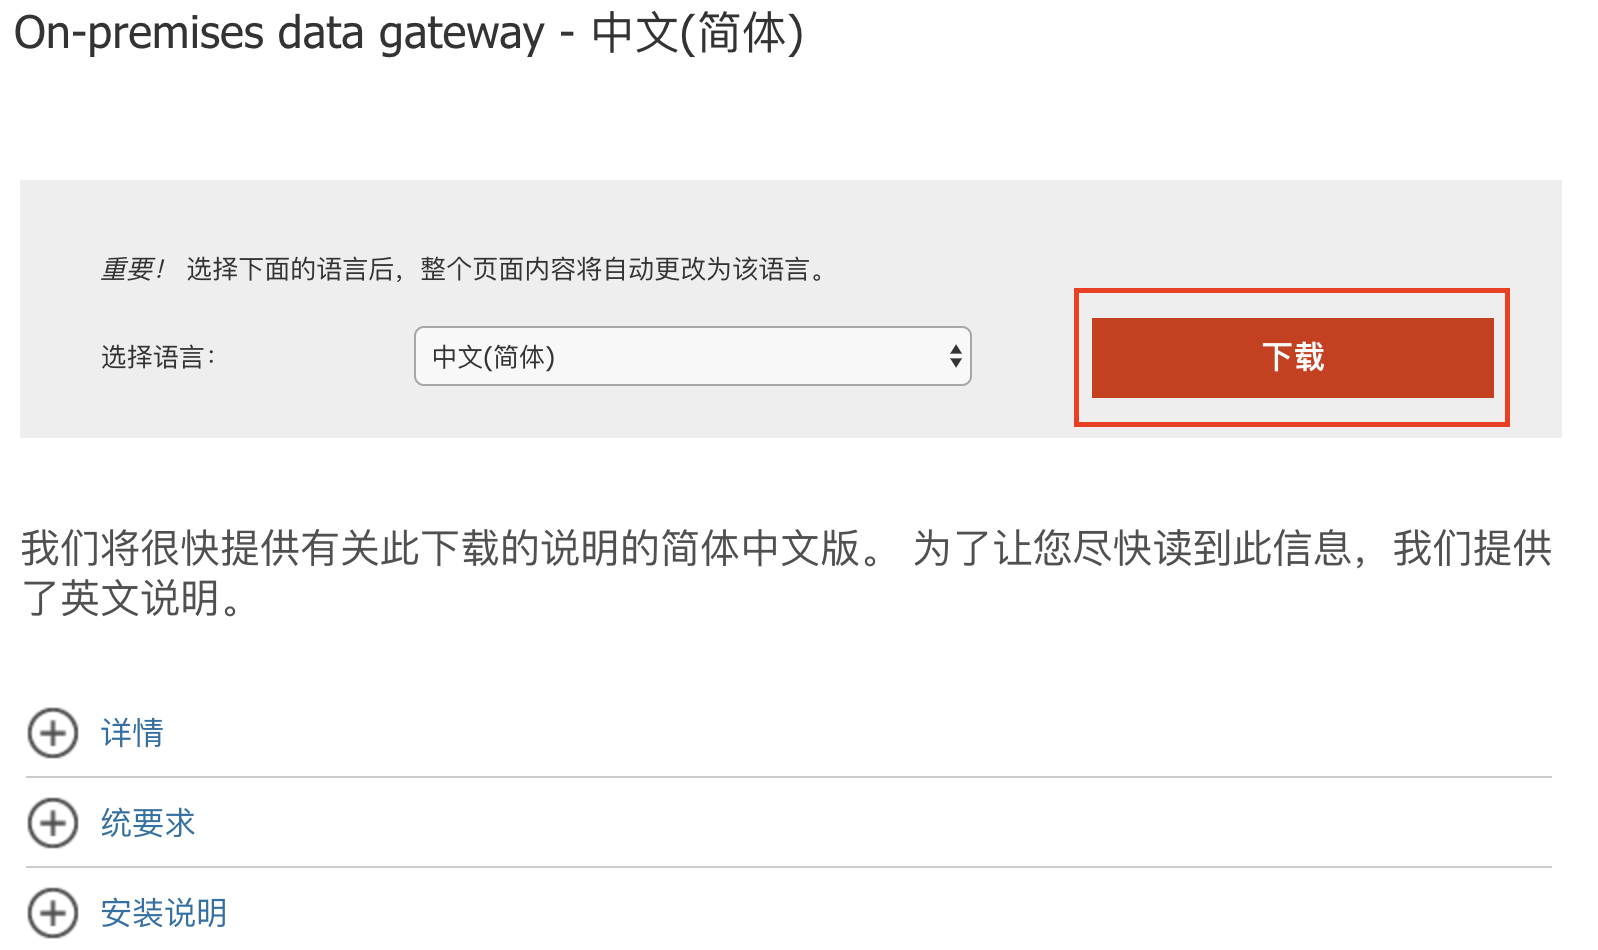 On-premises data gateway - 中文(简体)
重要! 选择下面的语言后，整个页面内容将自动更改为该语言。
选择语言：
中文(简体)
下载
我们将很快提供有关此下载的说明的简体中文版。 为了让您尽快读到此信息，我们提供
了英文说明。
详情
统要求
安装说明